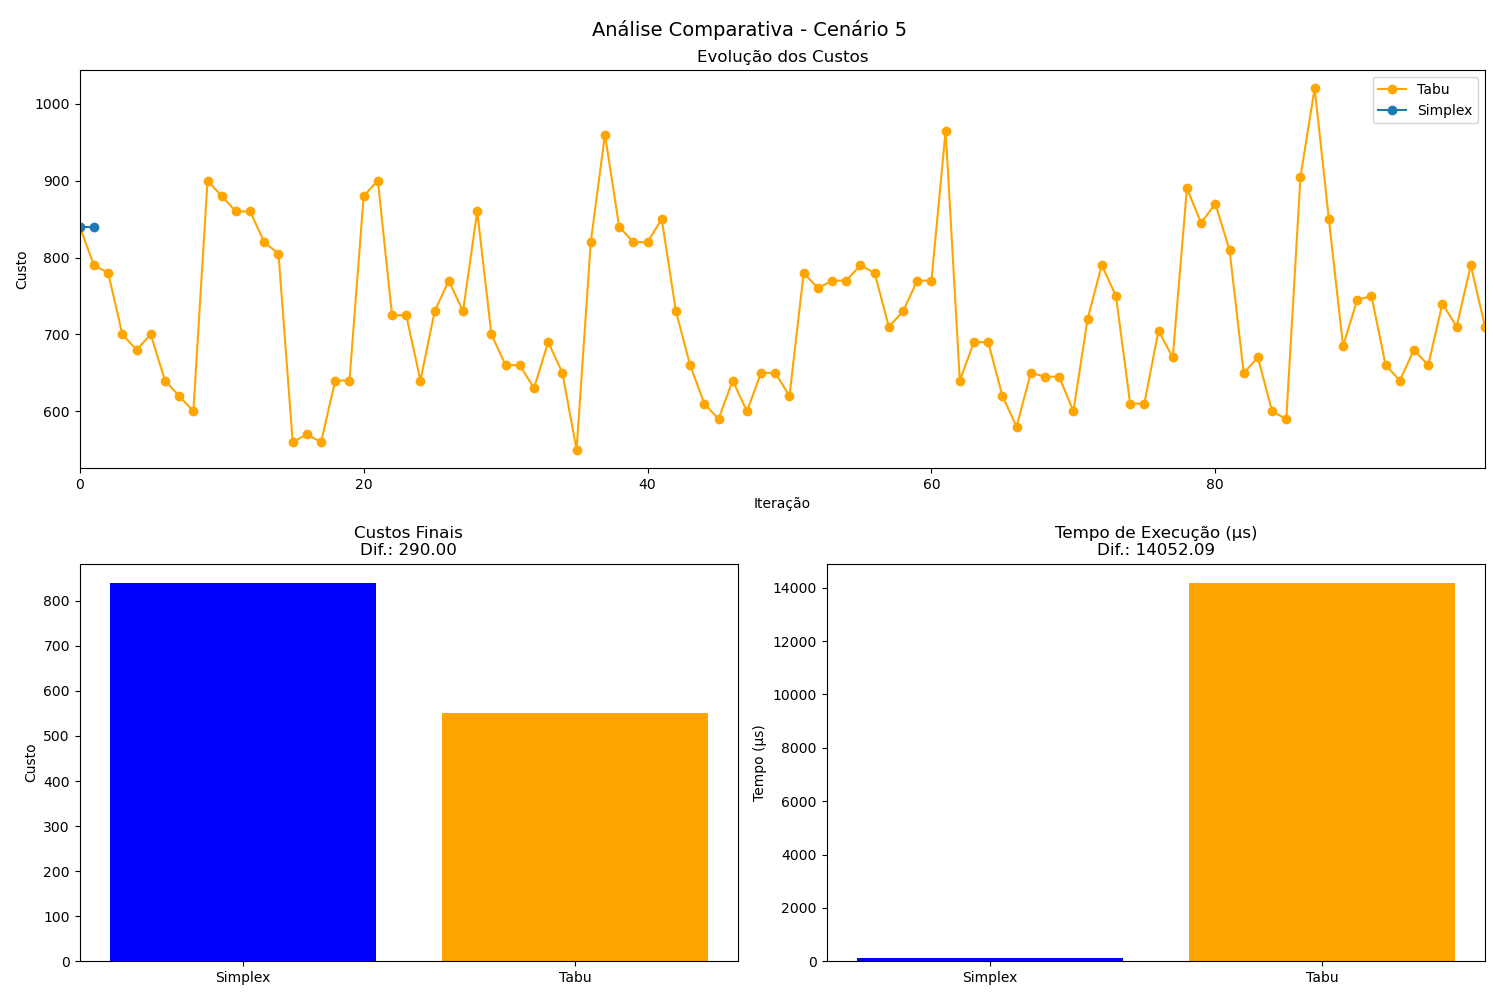 Análise Comparativa - Cenário 5
Evolução dos Custos
Custo
1000
900
800
700
600
Tabu
Simplex
0
20
40
60
80
Iteração
Custos Finais
Dif.: 290.00
Custo
800
700
600
500
400
300
200
100
0
Simplex
Tabu
Tempo de Execução (µs)
Dif.: 14052.09
Tempo (µs)
14000
12000
10000
8000
6000
4000
2000
0
Simplex
Tabu